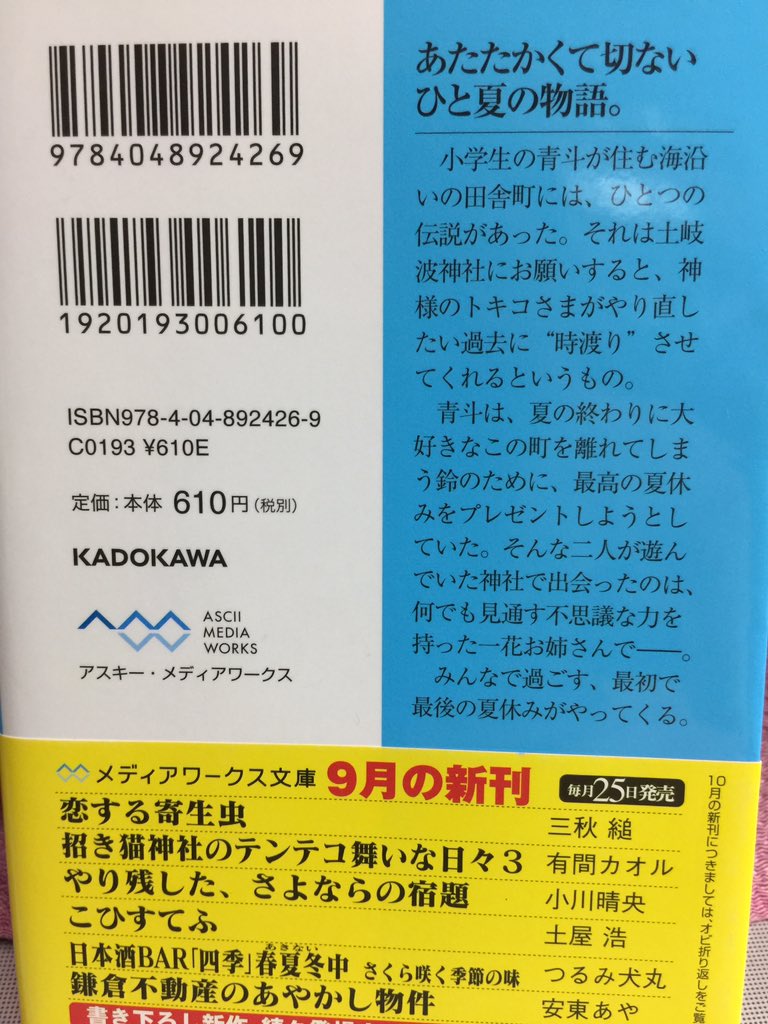 9784048924269
1920193006100
ISBN978-4-04-892426-9
C0193 ¥610E
定価：本体 610円（税別）
KADOKAWA
ASCII
MEDIA
WORKS
アスキー・メディアワークス
あたたかくて切ない
ひと夏の物語。
小学生の青斗が住む海沿
いの田舎町には、ひとつの
伝説があった。それは土岐
波神社にお願いすると、神
様のトキコさまがやり直し
たい過去に“時渡り”させ
てくれるというもの。
青斗は、夏の終わりに大
好きなこの町を離れてしま
う鈴のために、最高の夏休
みをプレゼントしようとし
ていた。そんな二人が遊ん
でいた神社で出会ったのは、
何でも見通す不思議な力を
持った一花お姉さんで――。
みんなで過ごす、最初で
最後の夏休みがやってくる。
メディアワークス文庫 9月の新刊 毎月25日発売
恋する寄生虫 三秋 縋
招き猫神社のテンテコ舞いな日々3 有間カオル
やり残した、さよならの宿題 小川晴央
こひすてふ 土屋 浩
あきない
日本酒BAR「四季」春夏冬中 さくら咲く季節の味 つるみ犬丸
鎌倉不動産のあやかし物件 安東あや
10月の新刊につきましては、オビ折り返しをご覧